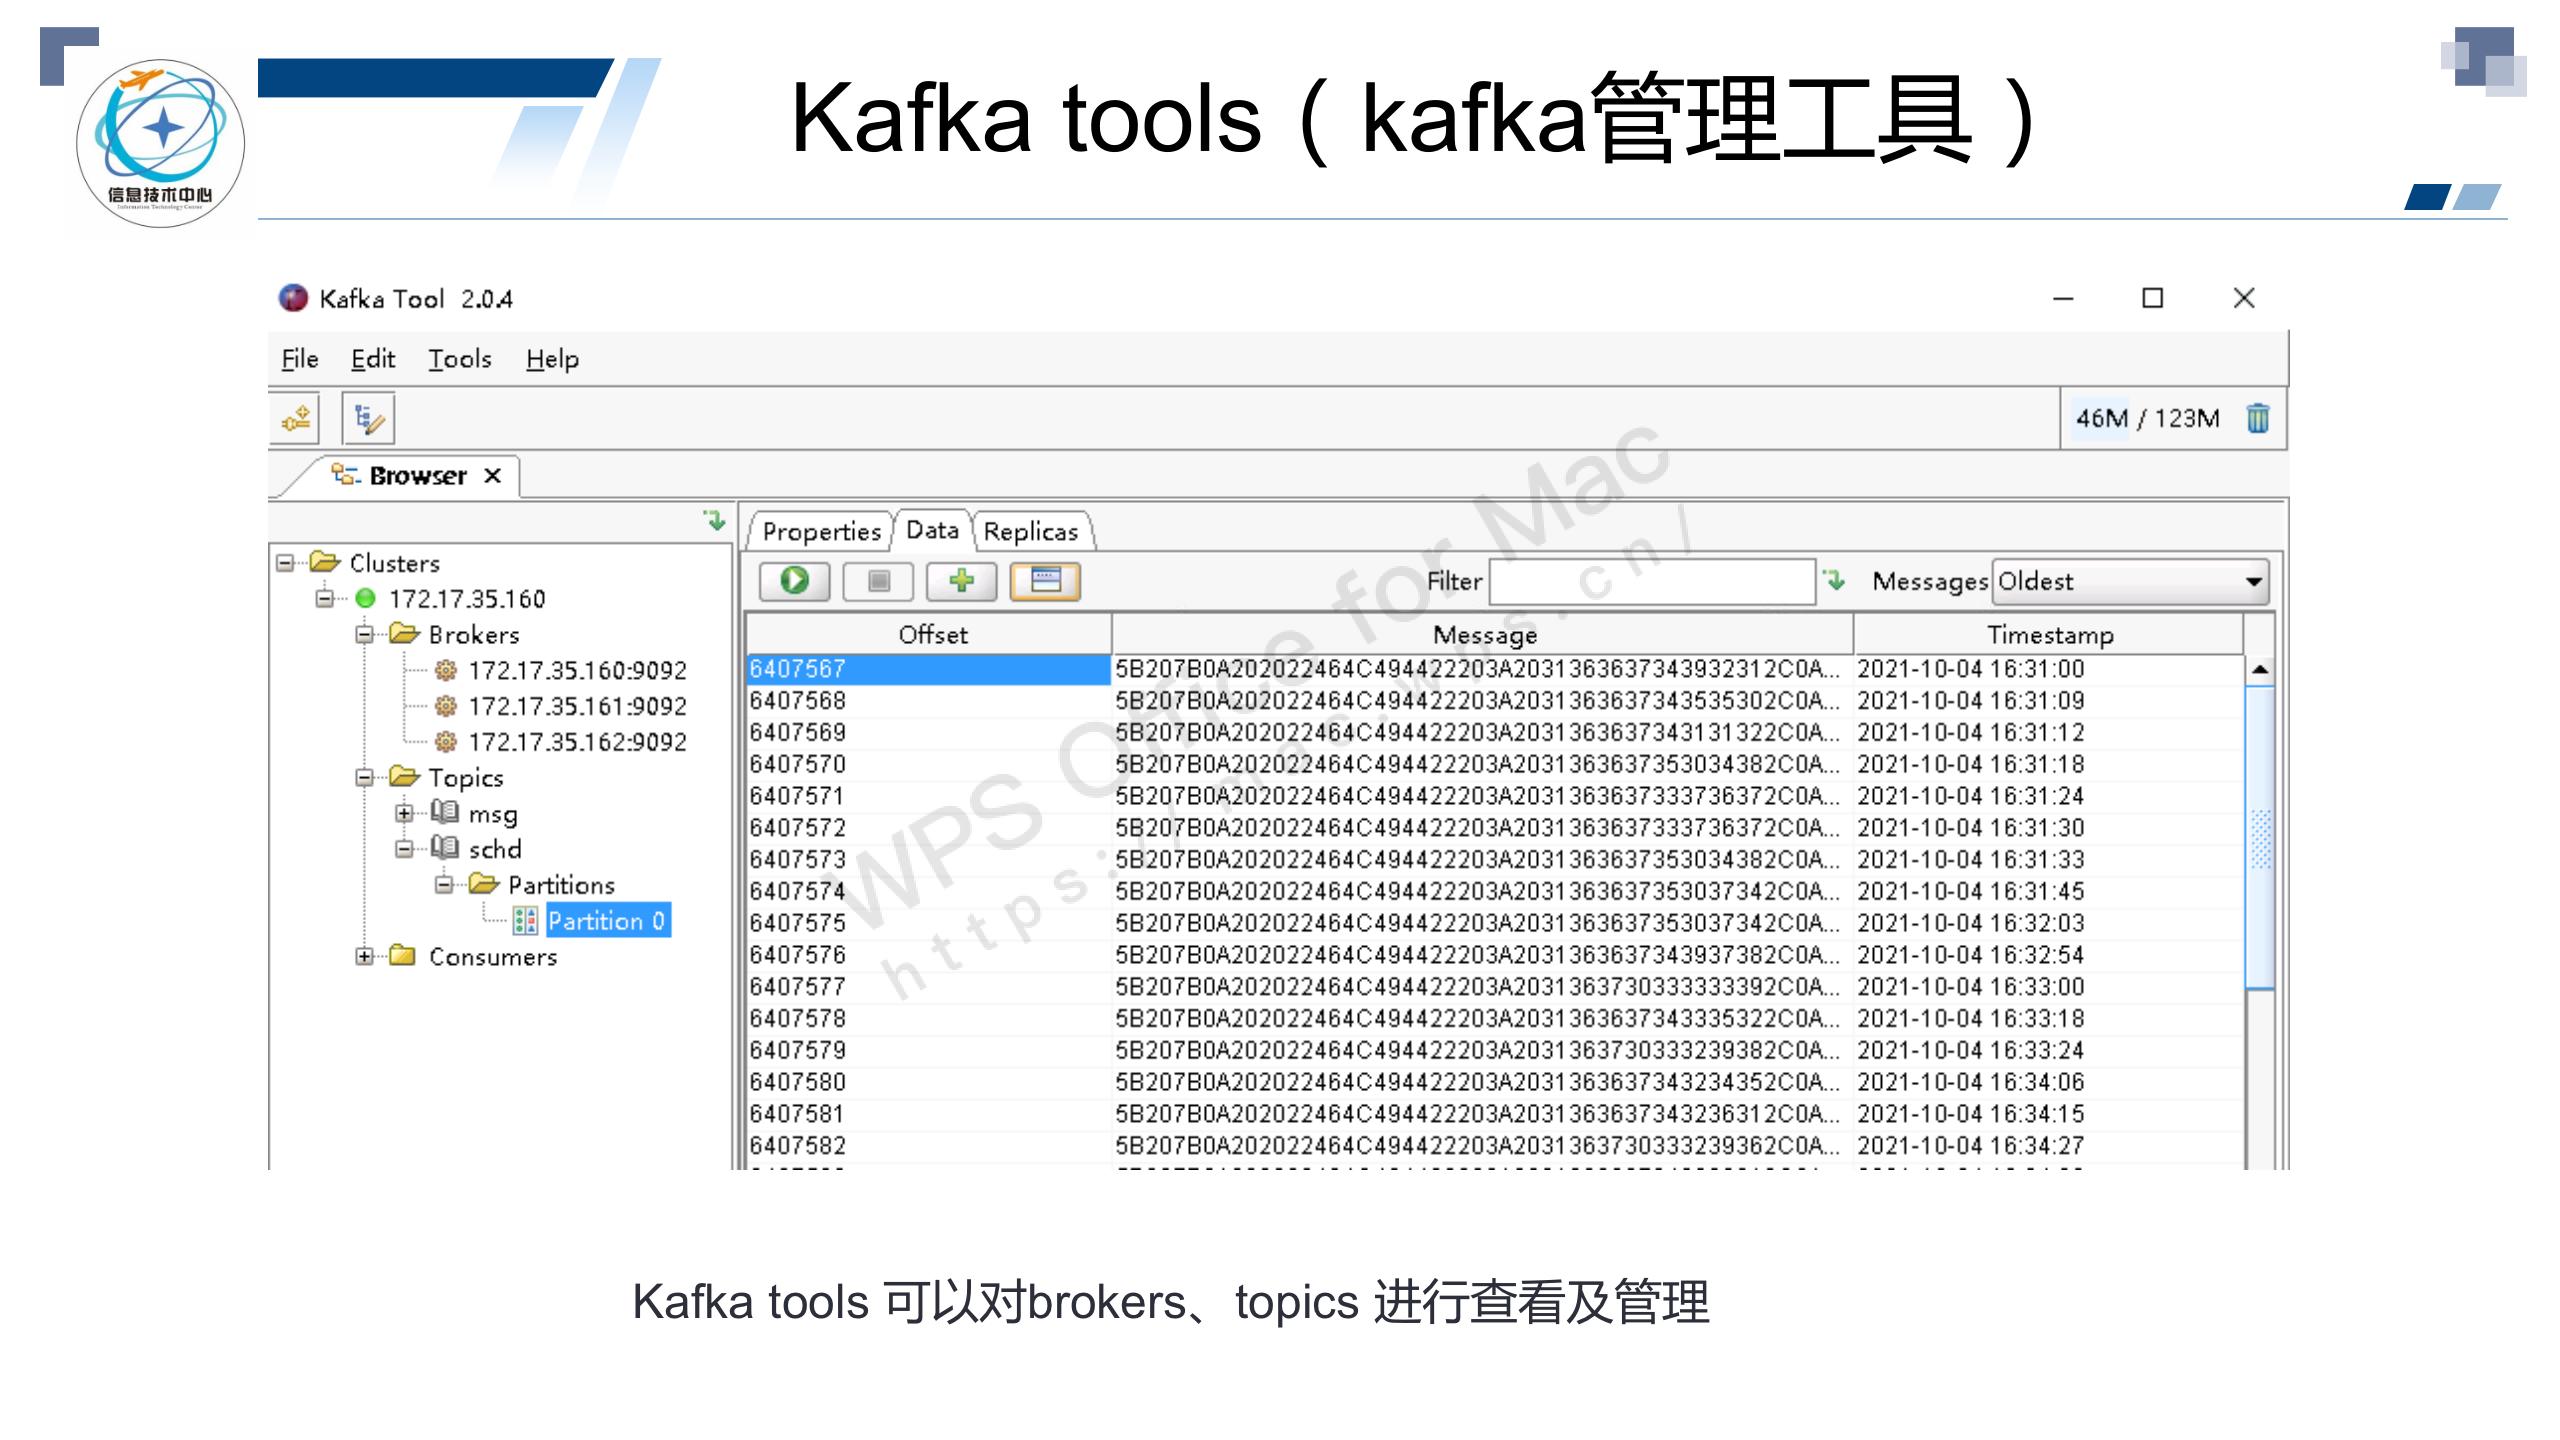 Kafka tools（kafka管理工具）
信息技术中心
Information Technology Center
Kafka Tool 2.0.4
File Edit Tools Help
46M / 123M
Browser
Properties Data Replicas
Clusters
172.17.35.160
Brokers
172.17.35.160:9092
172.17.35.161:9092
172.17.35.162:9092
Topics
msg
schd
Partitions
Partition 0
Consumers
Filter Messages Oldest
Offset Message Timestamp
6407567 5B207B0A202022464C494422203A2031363637343932312C0A... 2021-10-04 16:31:00
6407568 5B207B0A202022464C494422203A2031363637343535302C0A... 2021-10-04 16:31:09
6407569 5B207B0A202022464C494422203A2031363637343131322C0A... 2021-10-04 16:31:12
6407570 5B207B0A202022464C494422203A2031363637353034382C0A... 2021-10-04 16:31:18
6407571 5B207B0A202022464C494422203A2031363637333736372C0A... 2021-10-04 16:31:24
6407572 5B207B0A202022464C494422203A2031363637333736372C0A... 2021-10-04 16:31:30
6407573 5B207B0A202022464C494422203A2031363637353034382C0A... 2021-10-04 16:31:33
6407574 5B207B0A202022464C494422203A2031363637353037342C0A... 2021-10-04 16:31:45
6407575 5B207B0A202022464C494422203A2031363637353037342C0A... 2021-10-04 16:32:03
6407576 5B207B0A202022464C494422203A2031363637343937382C0A... 2021-10-04 16:32:54
6407577 5B207B0A202022464C494422203A2031363730333333392C0A... 2021-10-04 16:33:00
6407578 5B207B0A202022464C494422203A2031363637343335322C0A... 2021-10-04 16:33:18
6407579 5B207B0A202022464C494422203A2031363730333239382C0A... 2021-10-04 16:33:24
6407580 5B207B0A202022464C494422203A2031363637343234352C0A... 2021-10-04 16:34:06
6407581 5B207B0A202022464C494422203A2031363637343236312C0A... 2021-10-04 16:34:15
6407582 5B207B0A202022464C494422203A2031363730333239362C0A... 2021-10-04 16:34:27
WPS Office for Mac
https://mac.wps.cn/
Kafka tools 可以对brokers、topics 进行查看及管理